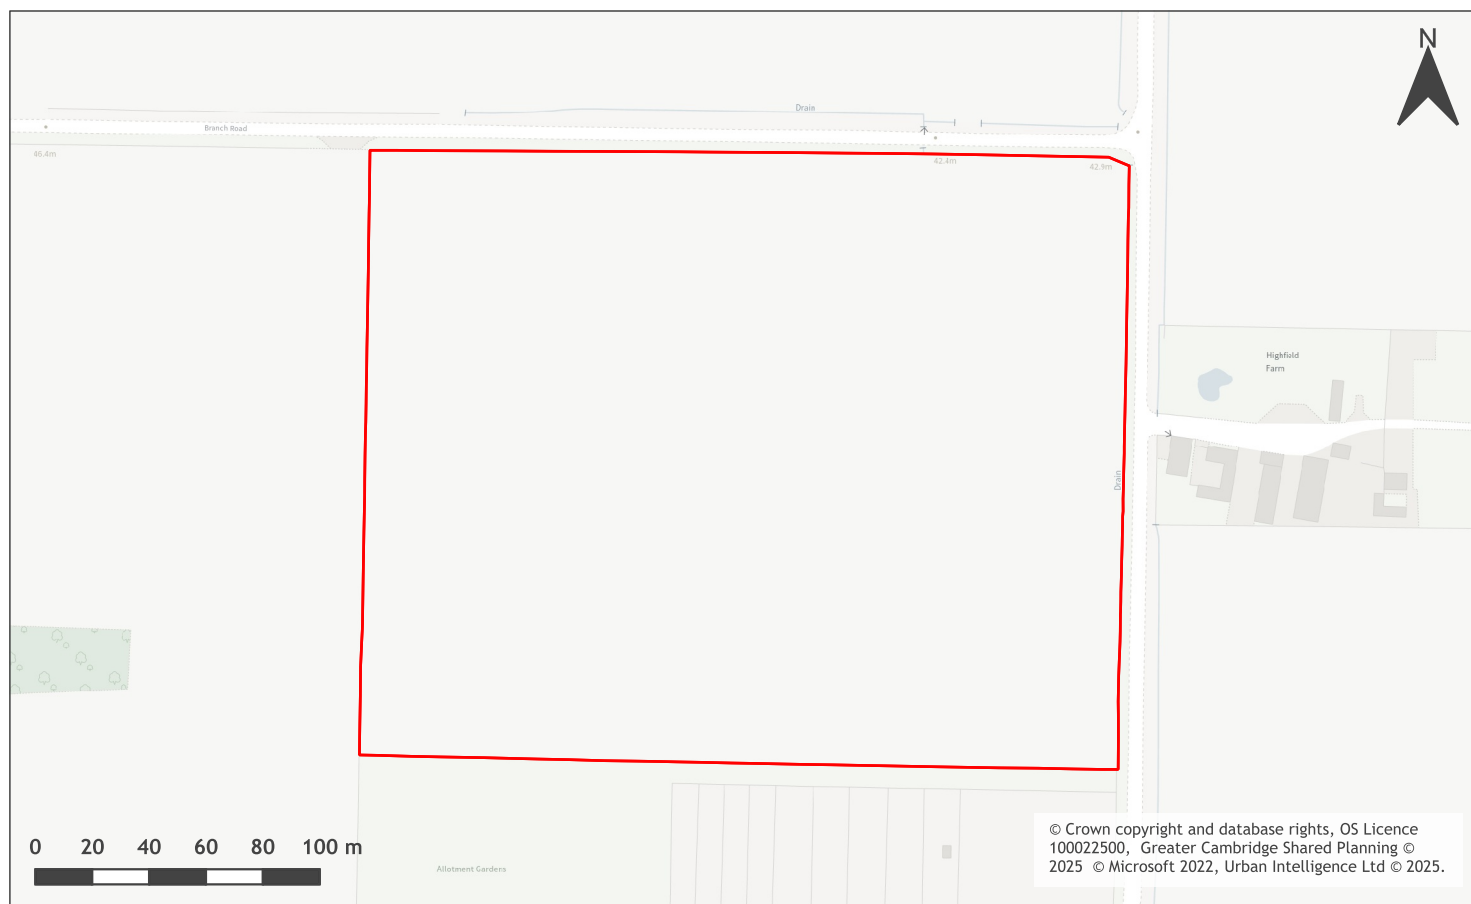 N
Drain
Branch Road
46.4m
42.4m
42.9m
Highfield
Farm
Drain
0 20 40 60 80 100 m
Allotment Gardens
© Crown copyright and database rights, OS Licence
100022500, Greater Cambridge Shared Planning ©
2025 © Microsoft 2022, Urban Intelligence Ltd © 2025.